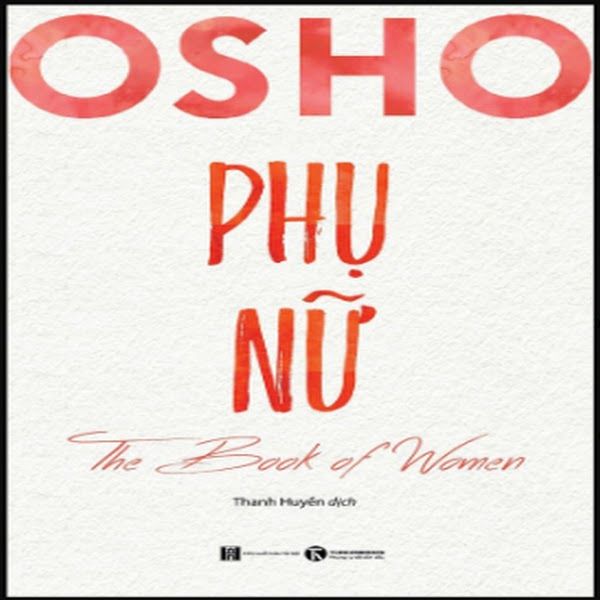 OSHO
PHỤ
NỮ
The Book of Women
Thanh Huyền dịch